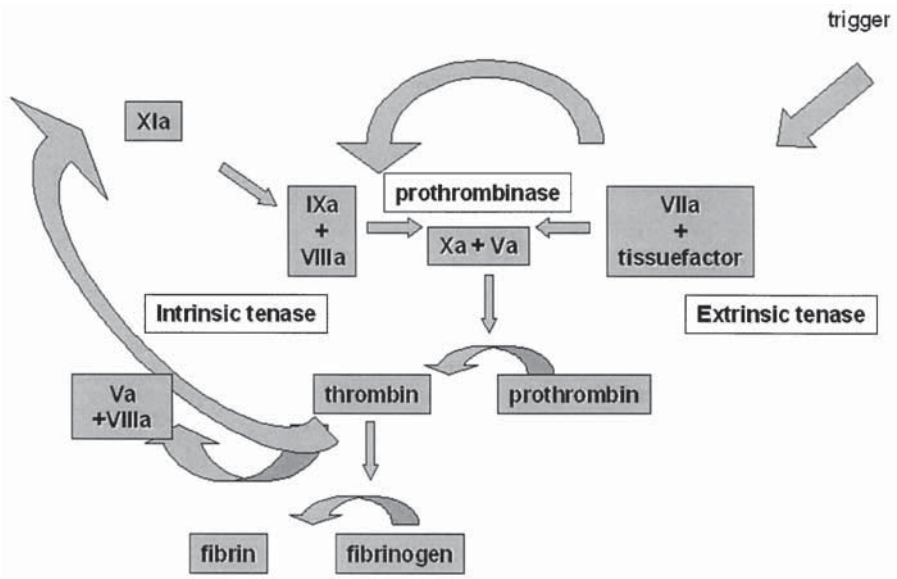 trigger
XIa
prothrombinase
IXa
+
VIIIa
Xa + Va
VIIa
+
tissuefactor
Intrinsic tenase
Extrinsic tenase
Va
+VIIIa
thrombin
prothrombin
fibrin
fibrinogen